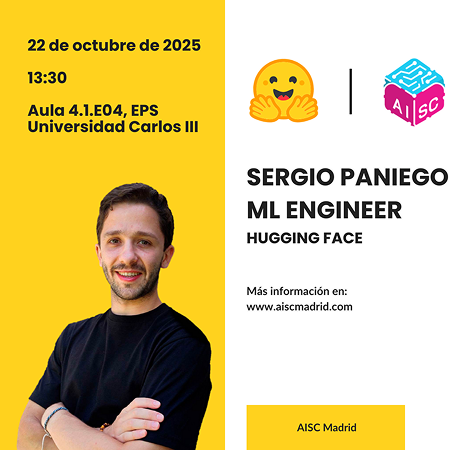 22 de octubre de 2025
13:30
Aula 4.1.E04, EPS
Universidad Carlos III
AI SC
SERGIO PANIEGO
ML ENGINEER
HUGGING FACE
Más información en:
www.aiscmadrid.com
AISC Madrid